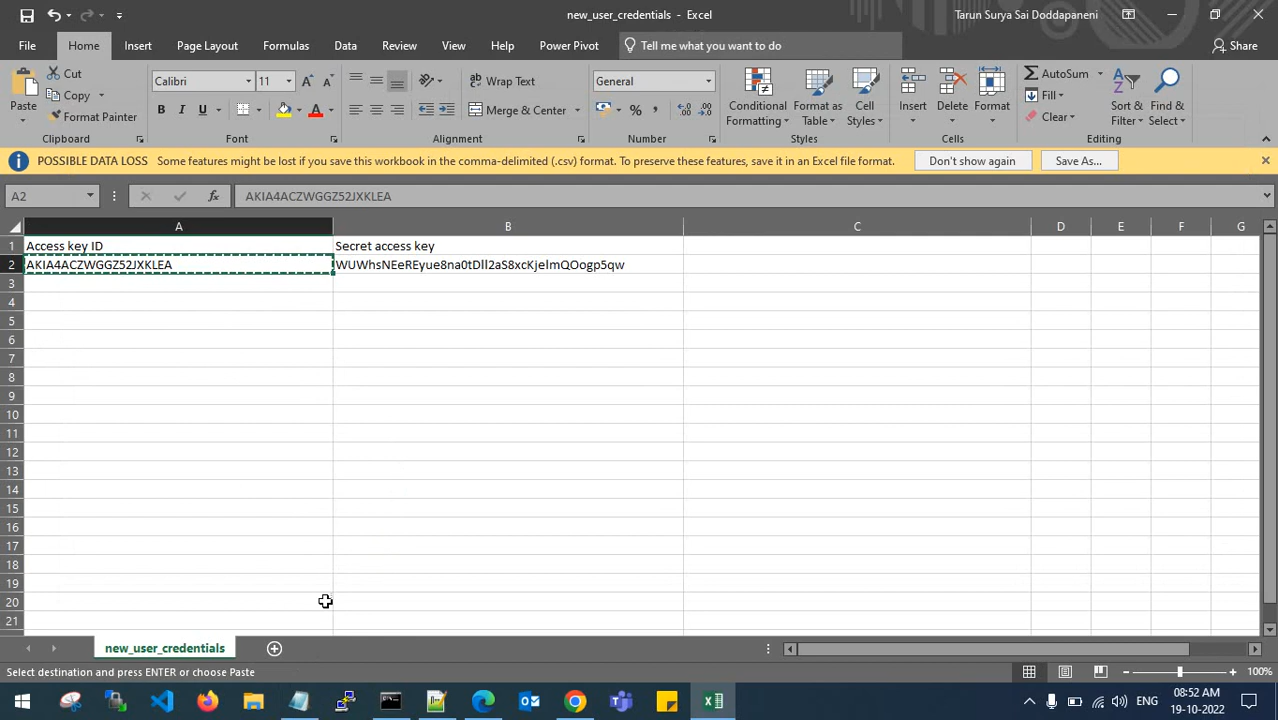 new_user_credentials - Excel
Tarun Surya Sai Doddapaneni
File Home Insert Page Layout Formulas Data Review View Help Power Pivot Tell me what you want to do Share
Paste
Cut
Copy
Format Painter
Clipboard
Calibri 11
B I U
Font
Wrap Text
Merge & Center
Alignment
General
%
Number
Conditional Formatting
Format as Table
Cell Styles
Styles
Insert
Delete
Format
Cells
AutoSum
Fill
Clear
Sort & Filter
Find & Select
Editing
POSSIBLE DATA LOSS Some features might be lost if you save this workbook in the comma-delimited (.csv) format. To preserve these features, save it in an Excel file format. Don't show again Save As...
A2 fx AKIA4ACZWGGZ52JXKLEA
A B C D E F G
1 Access key ID Secret access key
2 AKIA4ACZWGGZ52JXKLEA
3
4
5
6
7
8
9
10
11
12
13
14
15
16
17
18
19
20
21
new_user_credentials
Select destination and press ENTER or choose Paste
100%
ENG
08:52 AM
19-10-2022